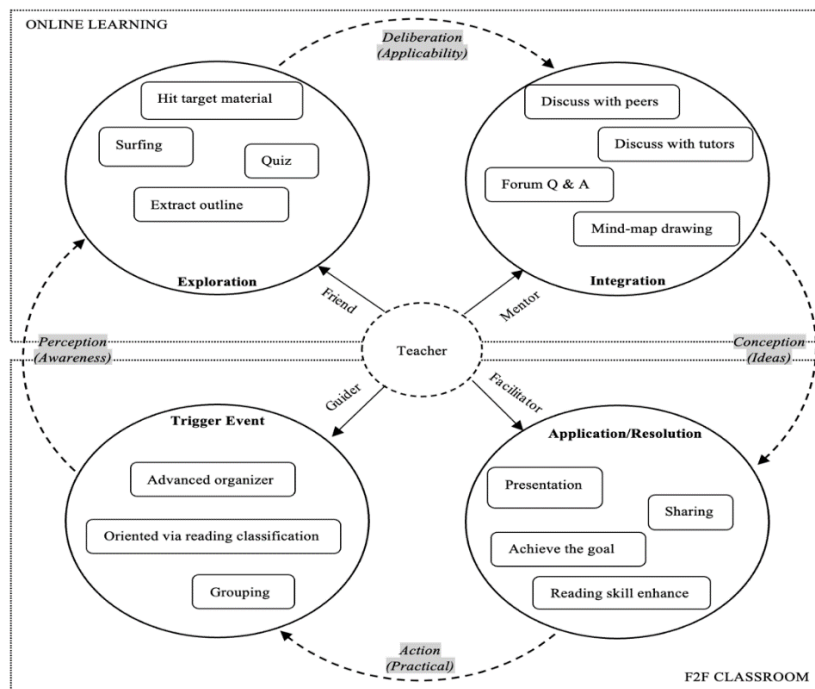 ONLINE LEARNING
Deliberation
(Applicability)
Hit target material
Surfing
Quiz
Extract outline
Exploration
Discuss with peers
Discuss with tutors
Forum Q & A
Mind-map drawing
Integration
Friend
Mentor
Perception
(Awareness)
Teacher
Conception
(Ideas)
Guider
Facilitator
Trigger Event
Advanced organizer
Oriented via reading classification
Grouping
Application/Resolution
Presentation
Sharing
Achieve the goal
Reading skill enhance
Action
(Practical)
F2F CLASSROOM